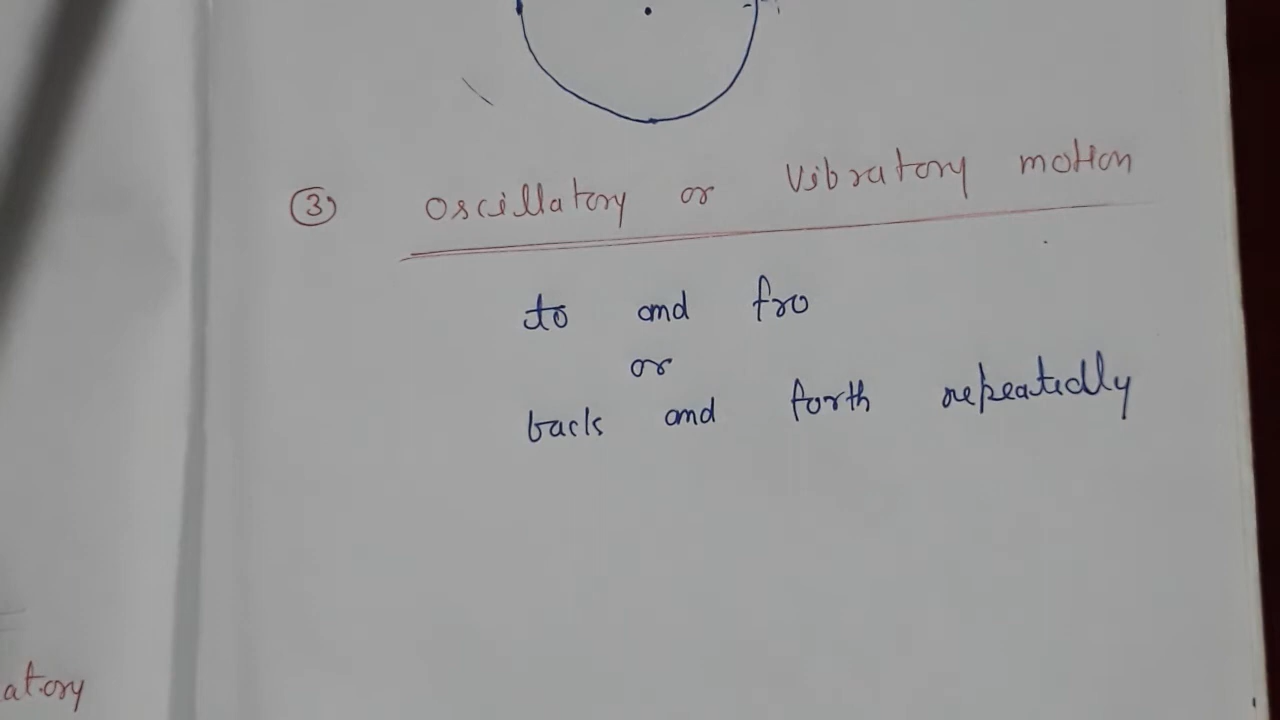 ③ Oscillatory or Vibratory motion
to and fro
or
back and forth repeatedly
atory